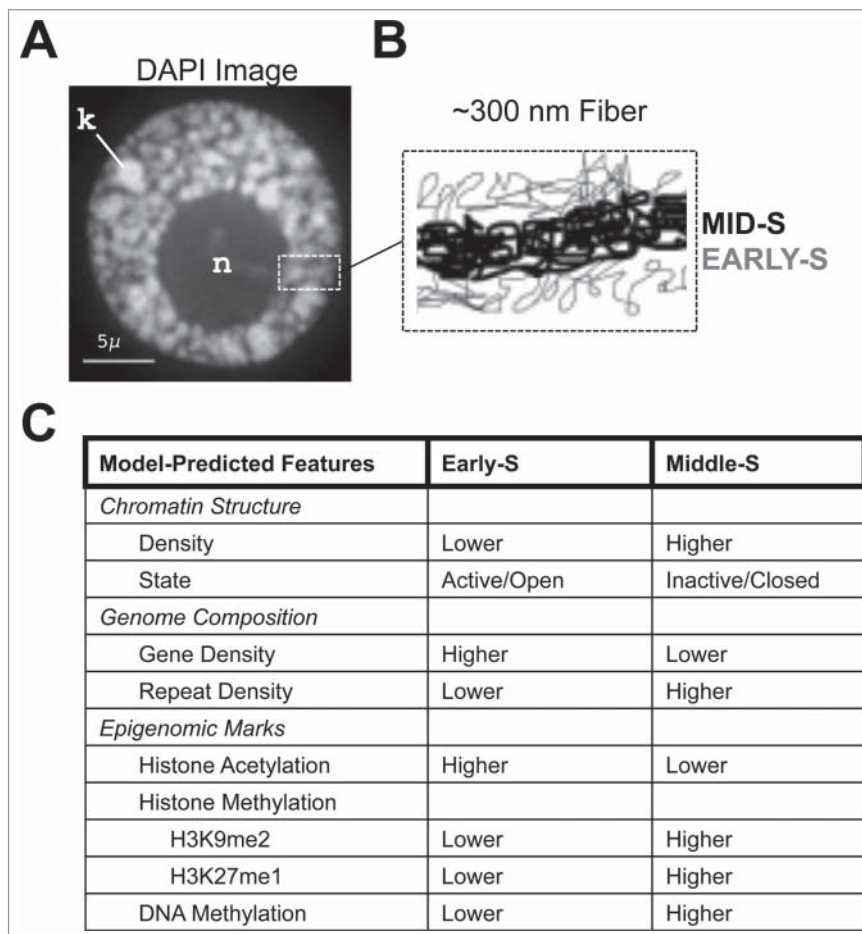 A
DAPI Image
k
n
5μ
B
~300 nm Fiber
MID-S
EARLY-S
C
Model-Predicted Features Early-S Middle-S
Chromatin Structure
Density Lower Higher
State Active/Open Inactive/Closed
Genome Composition
Gene Density Higher Lower
Repeat Density Lower Higher
Epigenomic Marks
Histone Acetylation Higher Lower
Histone Methylation
H3K9me2 Lower Higher
H3K27me1 Lower Higher
DNA Methylation Lower Higher